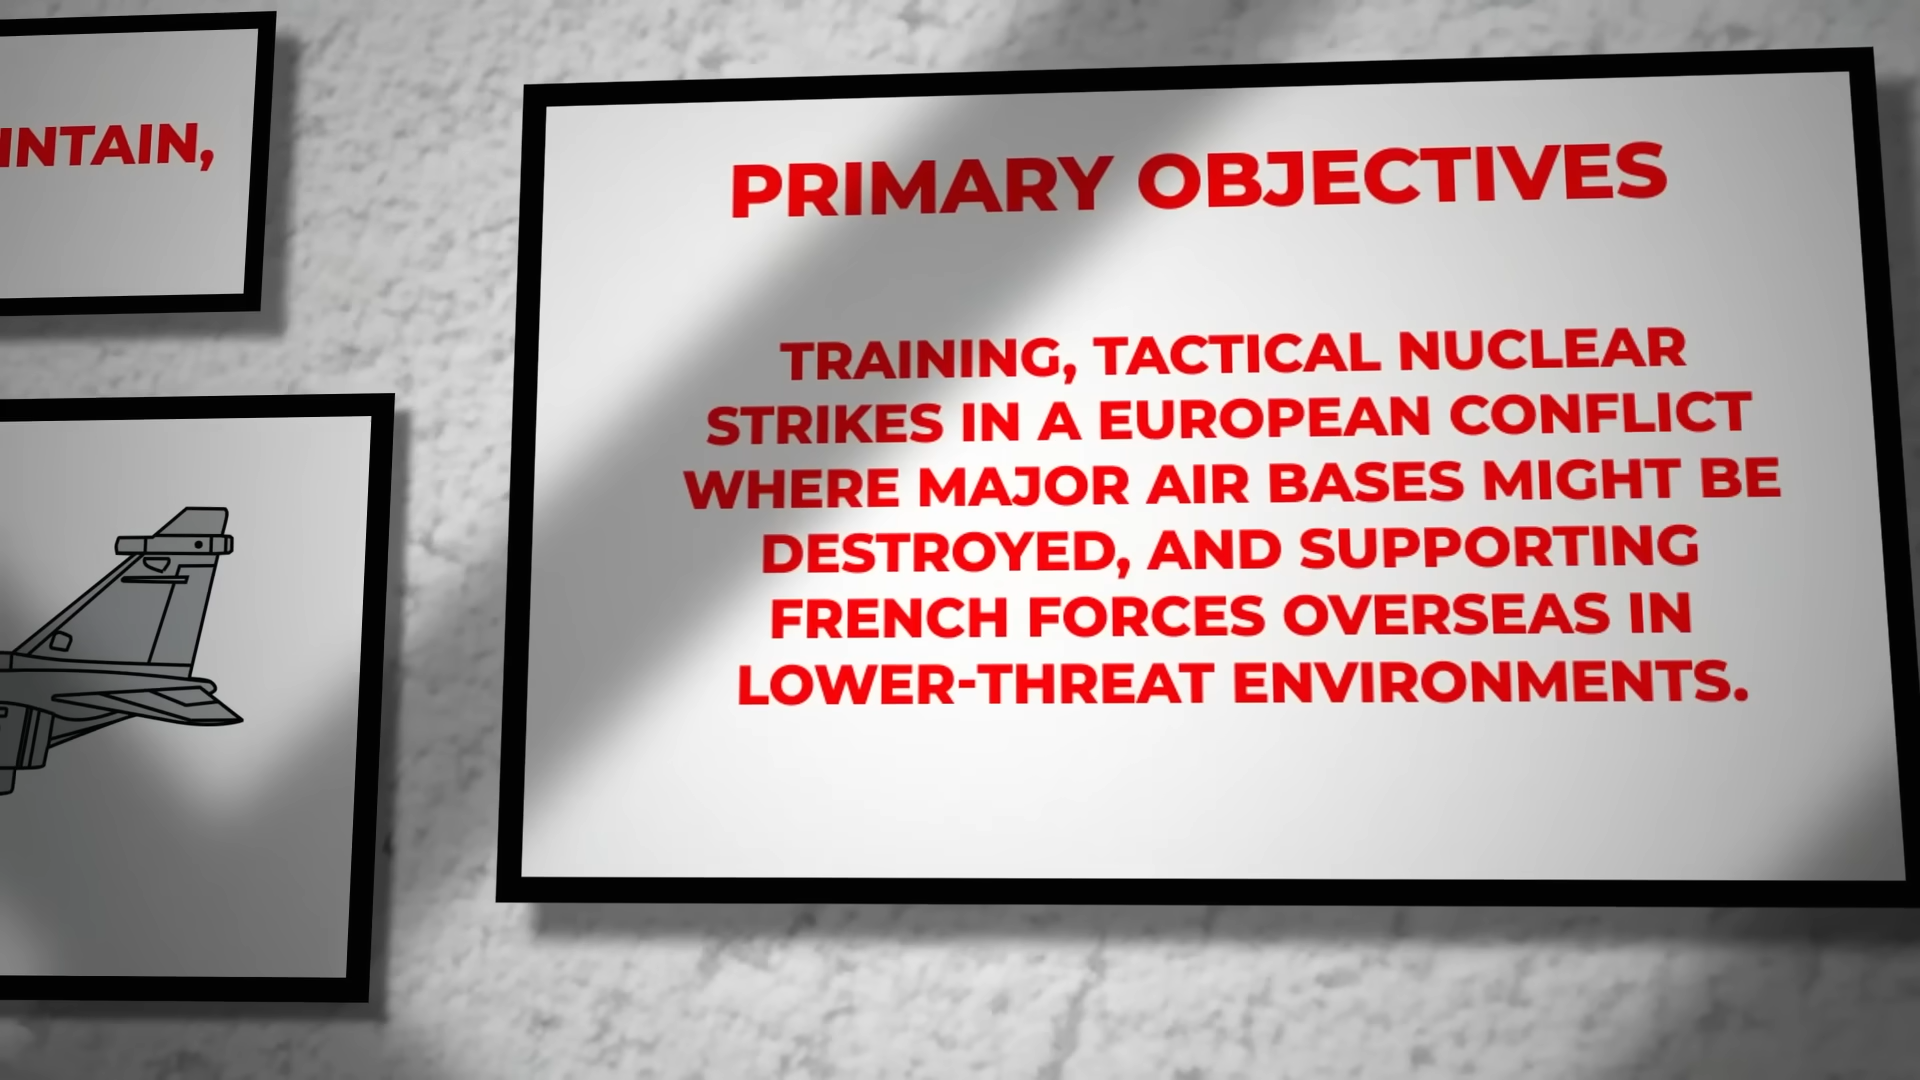 INTAIN,
PRIMARY OBJECTIVES
TRAINING, TACTICAL NUCLEAR
STRIKES IN A EUROPEAN CONFLICT
WHERE MAJOR AIR BASES MIGHT BE
DESTROYED, AND SUPPORTING
FRENCH FORCES OVERSEAS IN
LOWER-THREAT ENVIRONMENTS.